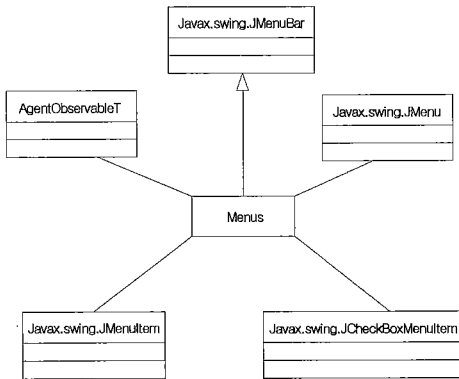 Javax.swing.JMenuBar
AgentObservableT
Javax.swing.JMenu
Menus
Javax.swing.JMenuItem
Javax.swing.JCheckBoxMenuItem